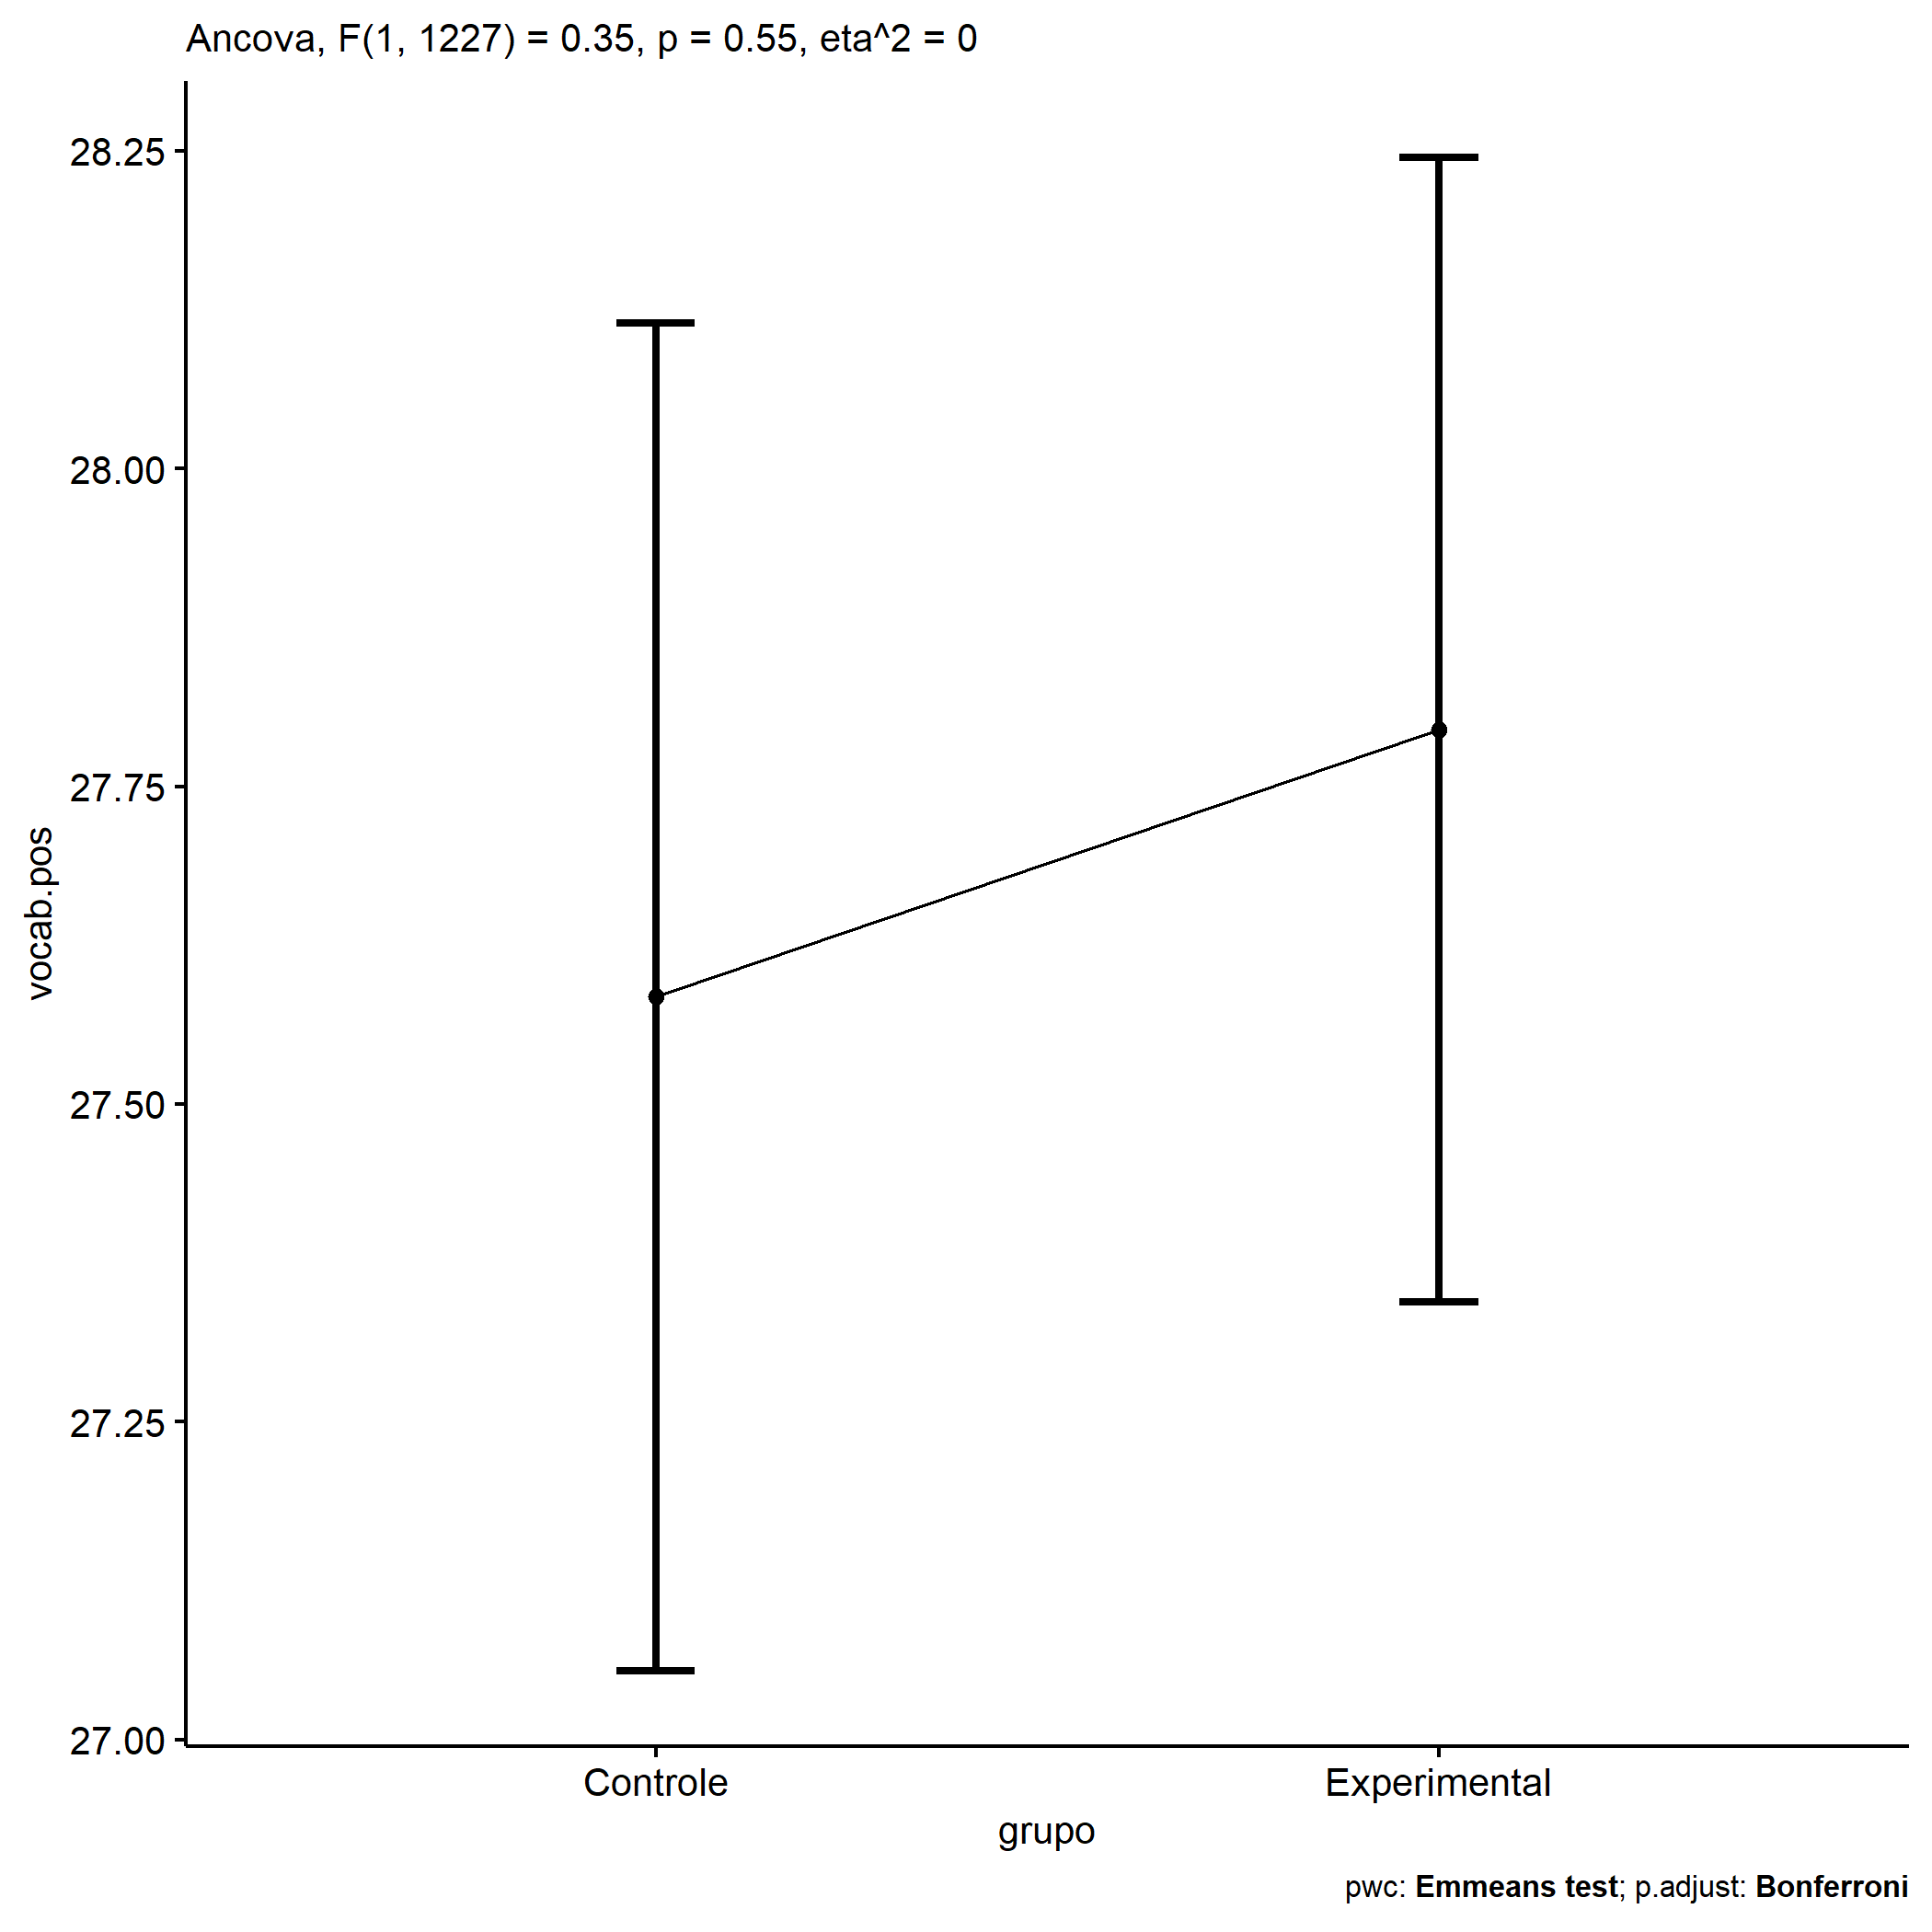 Ancova, F(1, 1227) = 0.35, p = 0.55, eta^2 = 0
28.25
28.00
27.75
27.50
27.25
27.00
vocab.pos
Controle
Experimental
grupo
pwc: Emmeans test; p.adjust: Bonferroni